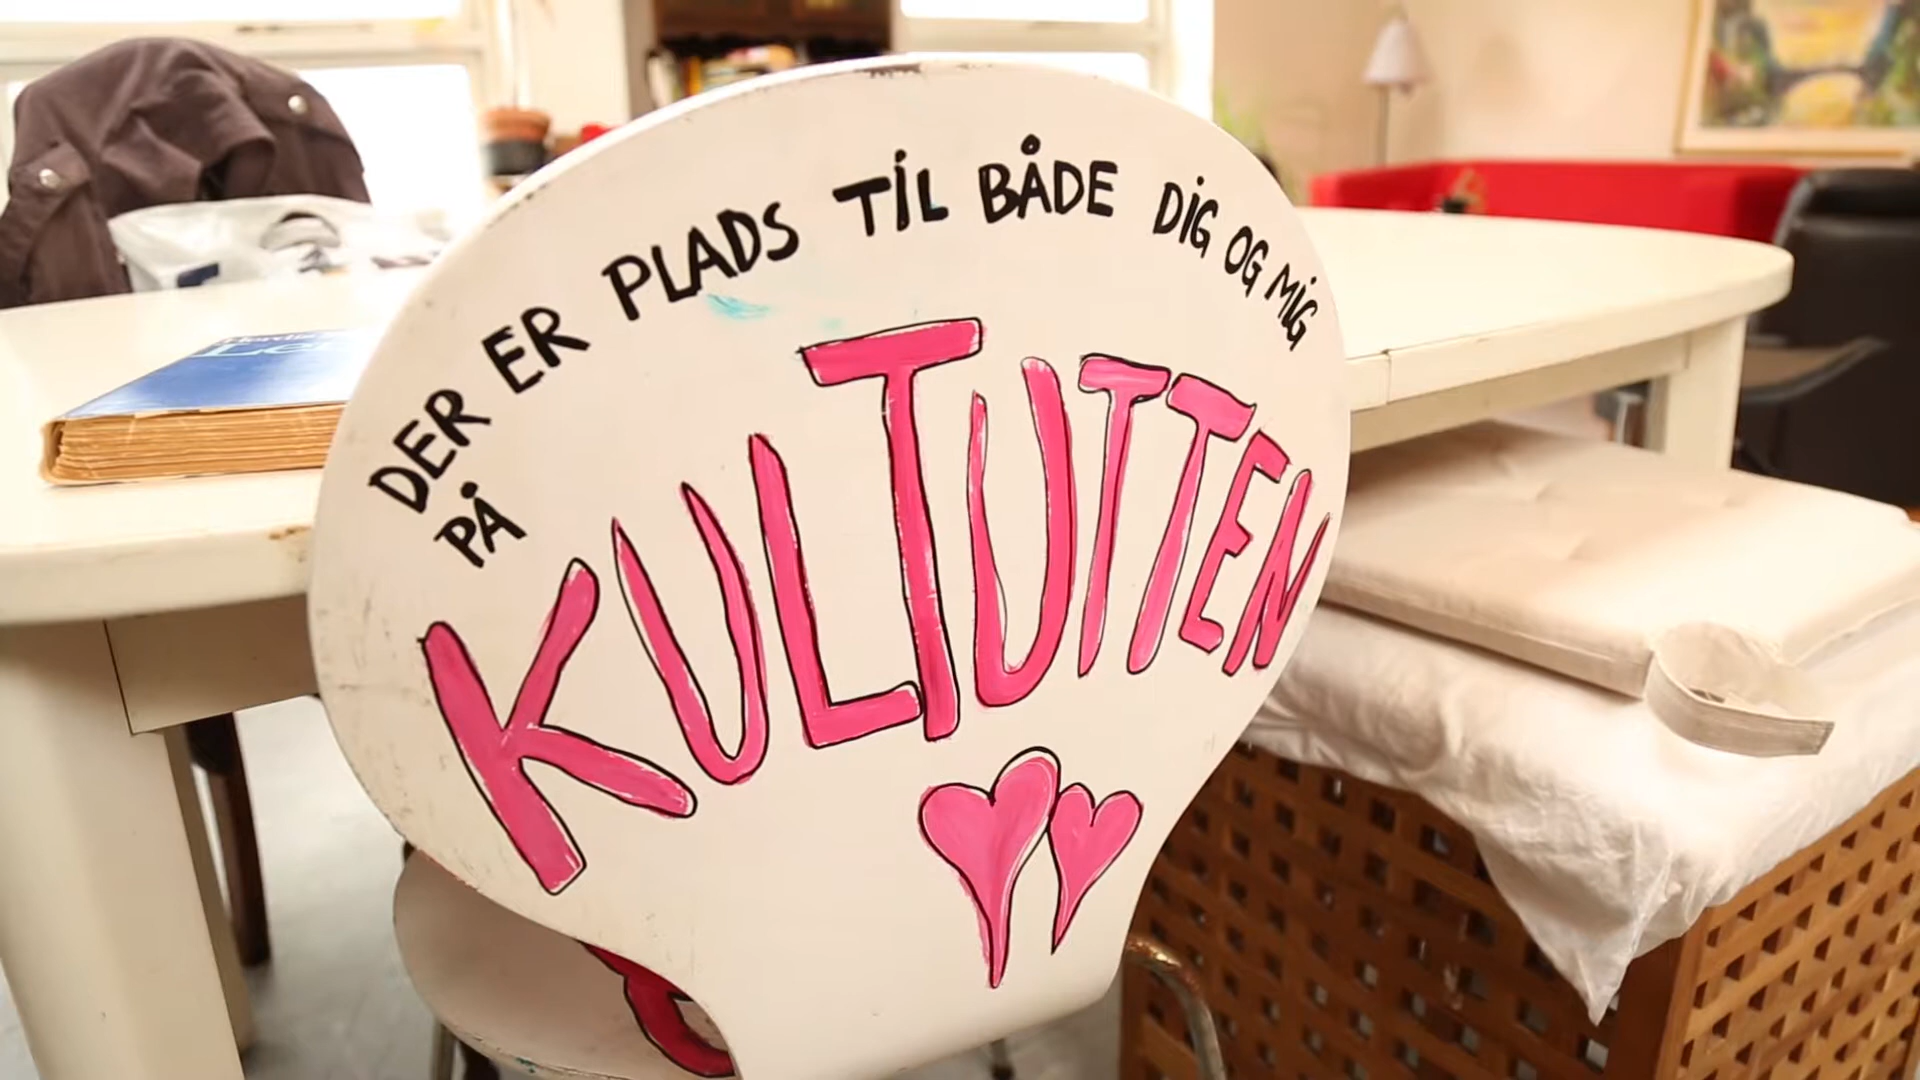 DER ER PLADS TIL BÅDE DIG OG MIG
PÅ
KULTUTTEN